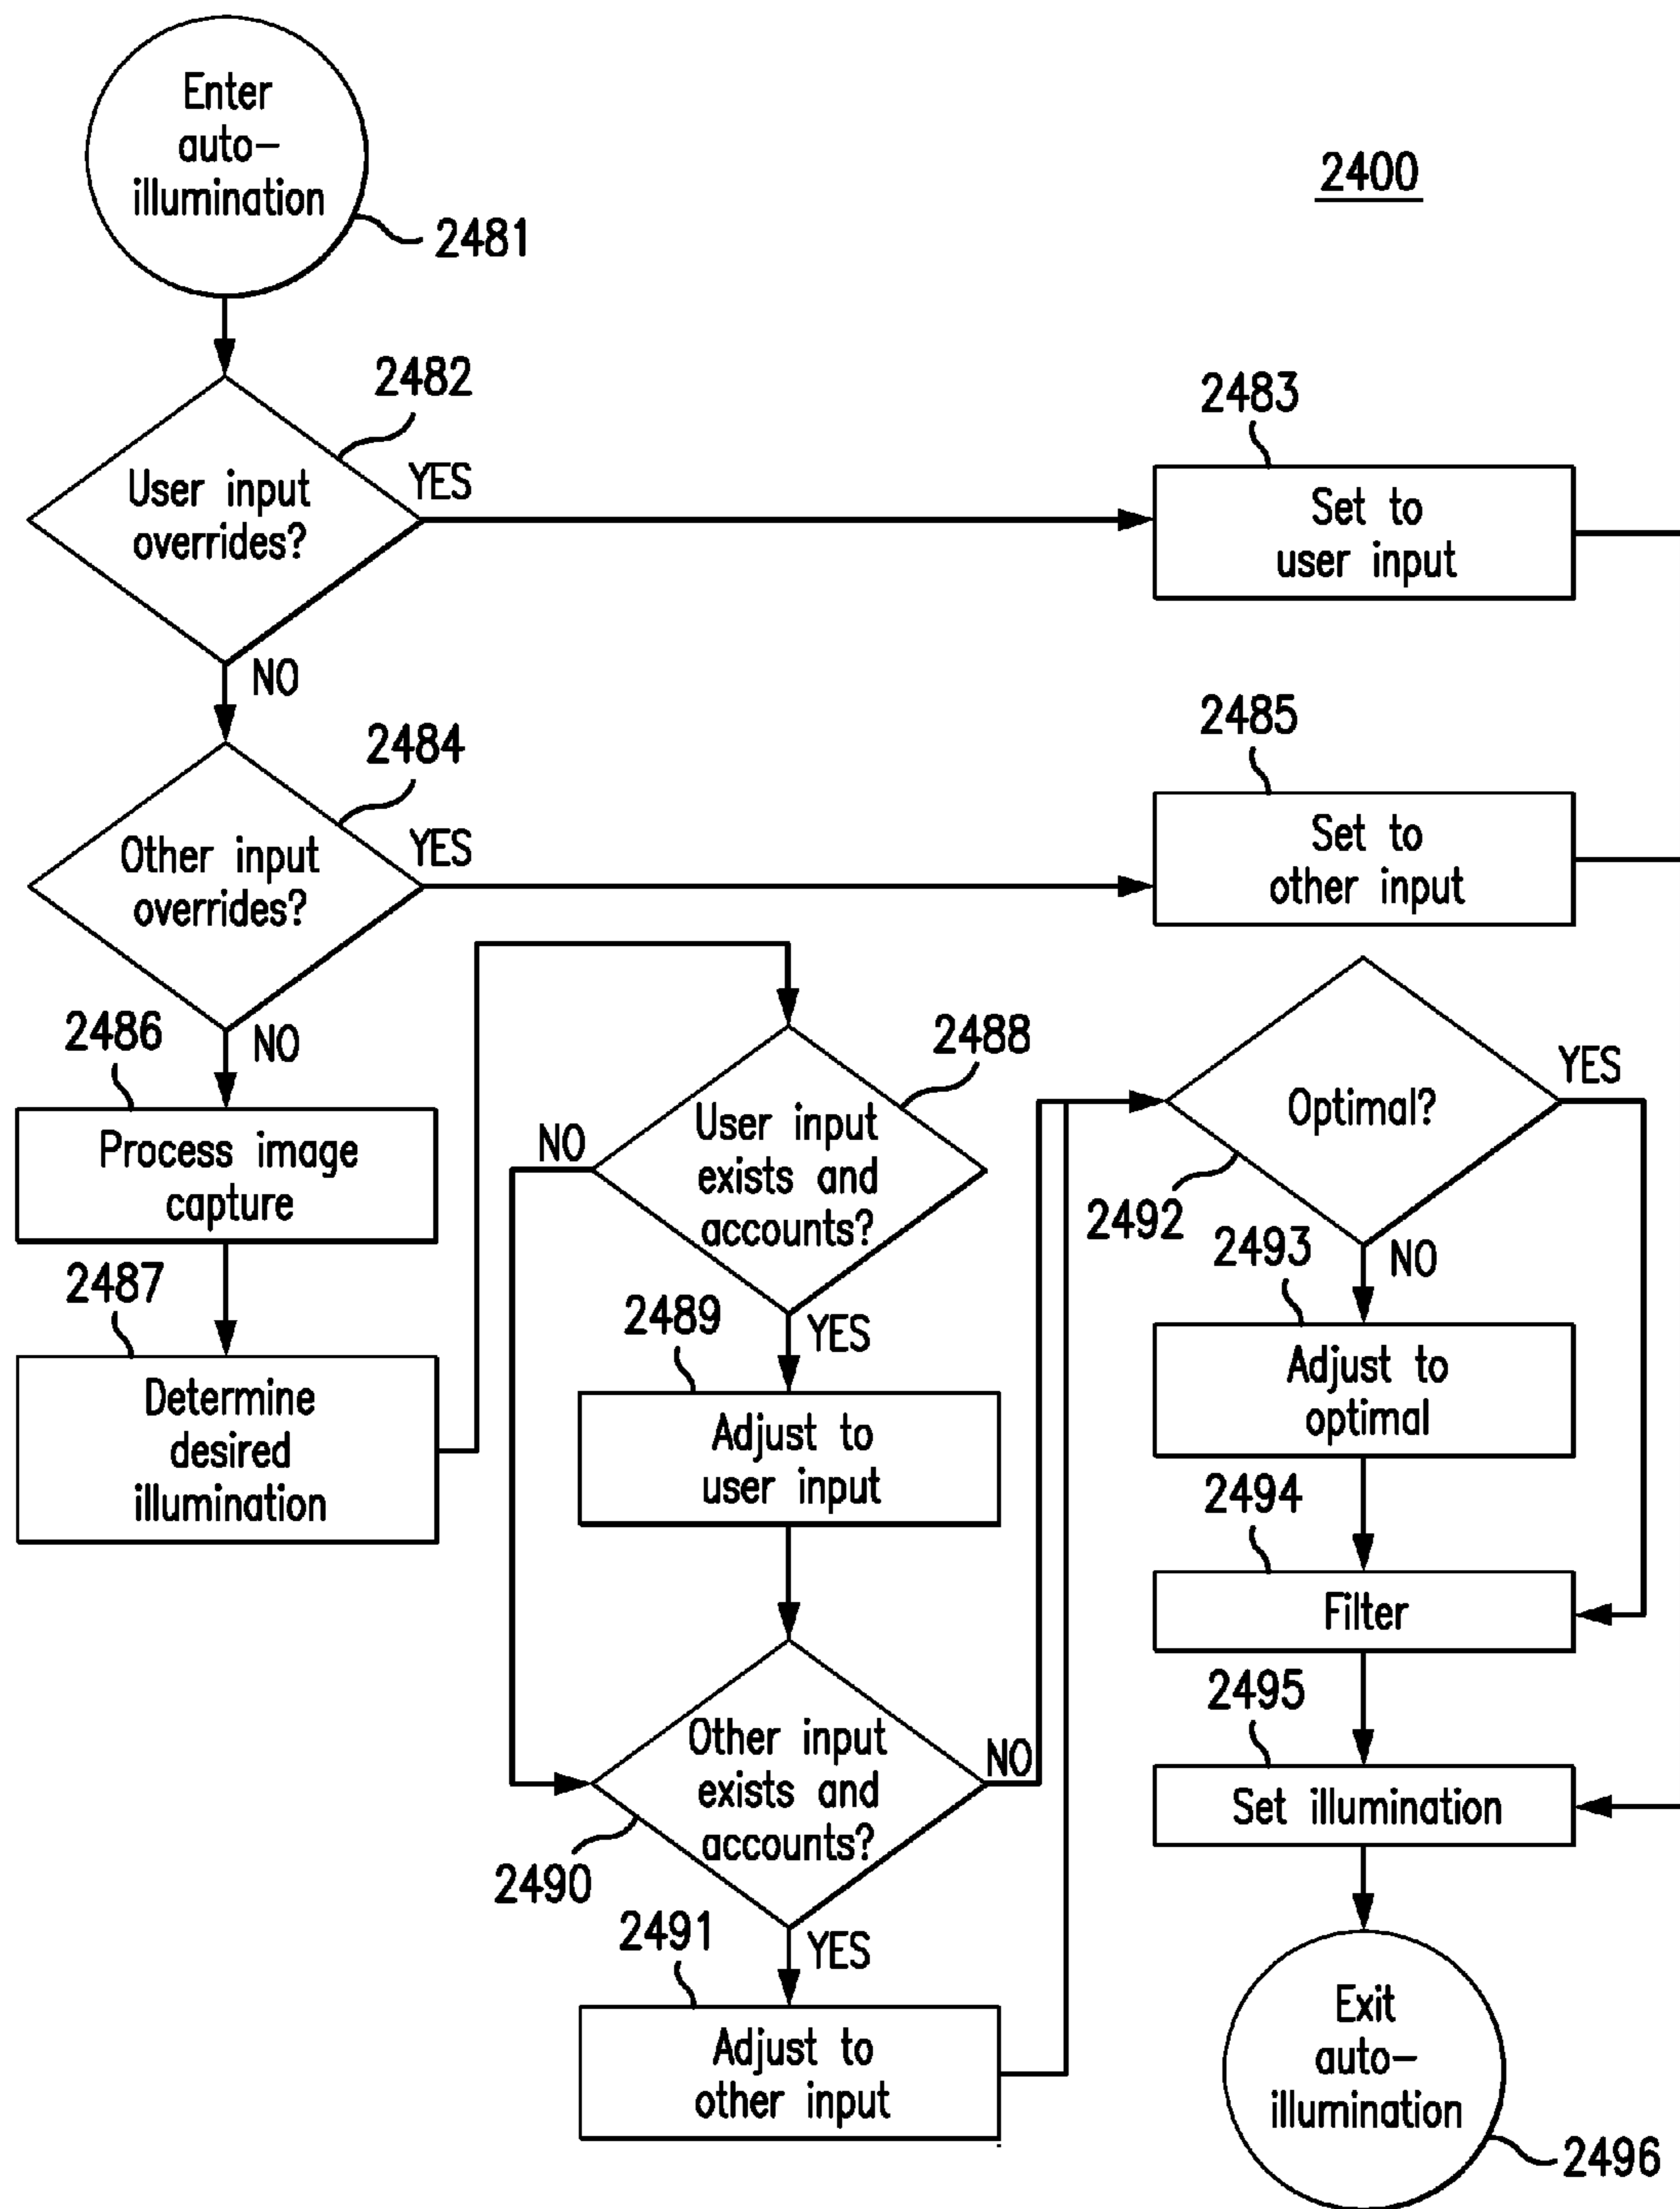 Enter
auto-
illumination
2481
2400
2482
User input
overrides?
YES
NO
2483
Set to
user input
2484
Other input
overrides?
YES
NO
2485
Set to
other input
2486
Process image
capture
2487
Determine
desired
illumination
2488
User input
exists and
accounts?
NO
YES
2489
Adjust to
user input
2490
Other input
exists and
accounts?
NO
YES
2491
Adjust to
other input
Optimal?
YES
2492
NO
2493
Adjust to
optimal
2494
Filter
2495
Set illumination
Exit
auto-
illumination
2496